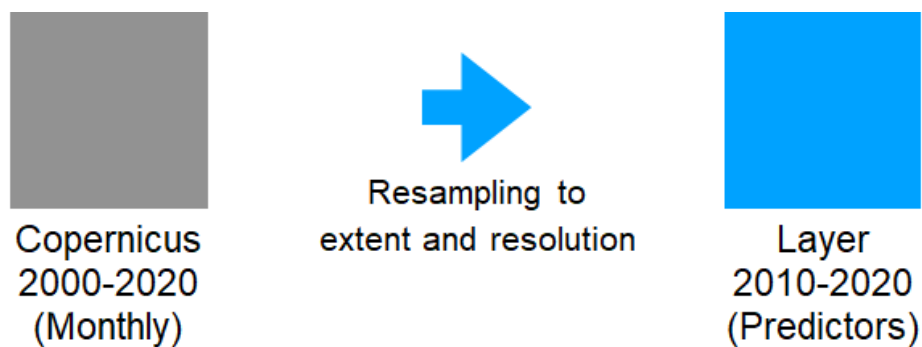 Copernicus
2000-2020
(Monthly)
Resampling to
extent and resolution
Layer
2010-2020
(Predictors)